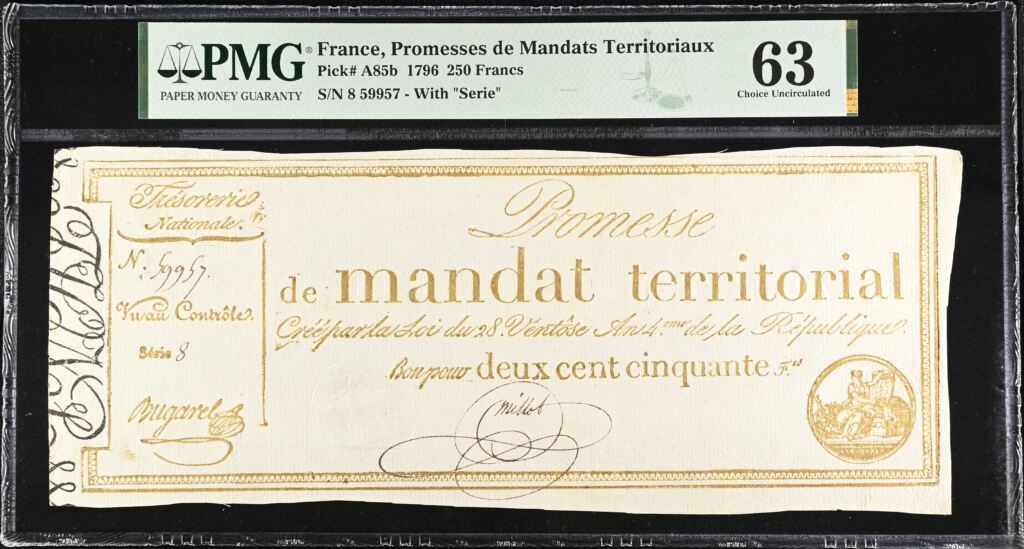 PMG®
PAPER MONEY GUARANTY
France, Promesses de Mandats Territoriaux
Pick# A85b 1796 250 Francs
S/N 8 59957 - With "Serie"
63
Choice Uncirculated
Trésorerie
Nationale.
N.: 59957.
Vu au Contrôle.
Série 8
Bugarel
Promesse
de mandat territorial
Créé par la Loi du 28. Ventôse An 4.eme de la République.
Bon pour deux cent cinquante F.cs
Millot